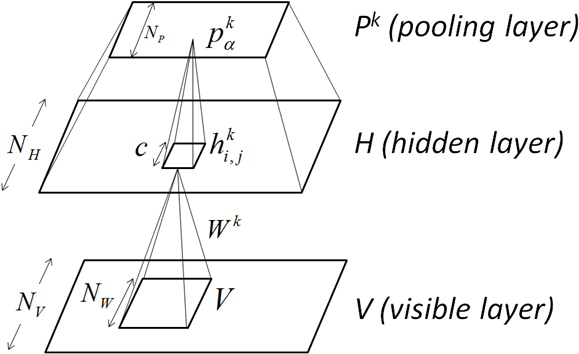 N_P p_α^k P^k (pooling layer)
N_H c h_{i,j}^k H (hidden layer)
W^k
N_V N_W V V (visible layer)